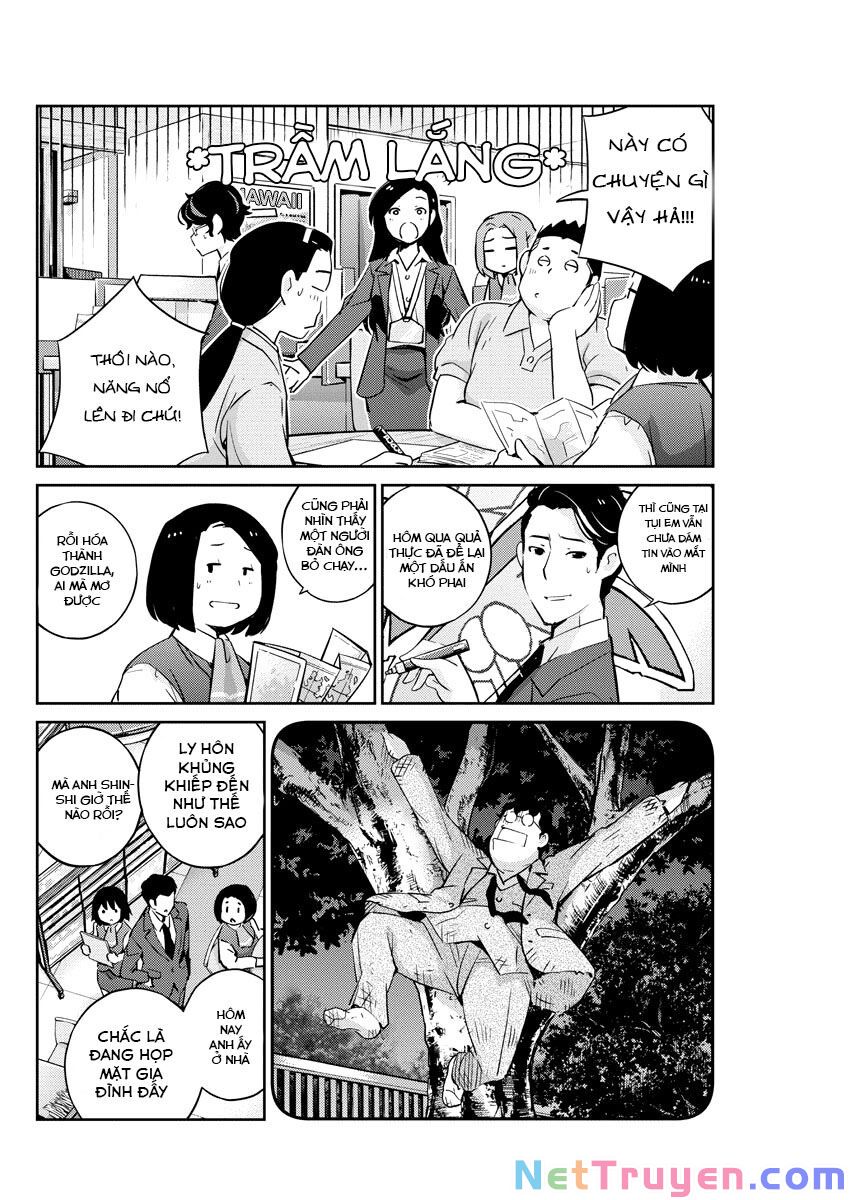 NÀY CÓ
CHUYỆN GÌ
VẬY HẢ!!!
*TRẦM LẮNG*
HAWAII
THÔI NÀO,
NĂNG NỔ
LÊN ĐI CHỨ!
THÌ CŨNG TẠI
TỤI EM VẪN
CHƯA DÁM
TIN VÀO MẮT
MÌNH
HÔM QUA QUẢ
THỰC ĐÃ ĐỂ LẠI
MỘT DẤU ẤN
KHÓ PHAI
CŨNG PHẢI
NHÌN THẤY
MỘT NGƯỜI
ĐÀN ÔNG
BỎ CHẠY...
RỒI HÓA
THÀNH
GODZILLA,
AI MÀ MƠ
ĐƯỢC
LY HÔN
KHỦNG
KHIẾP ĐẾN
NHƯ THẾ
LUÔN SAO
MÀ ANH SHIN-
SHI GIỜ THẾ
NÀO RỒI?
HÔM
NAY
ANH ẤY
Ở NHÀ
CHẮC LÀ
ĐANG HỌP
MẶT GIA
ĐÌNH ĐẤY
NetTruyen.com